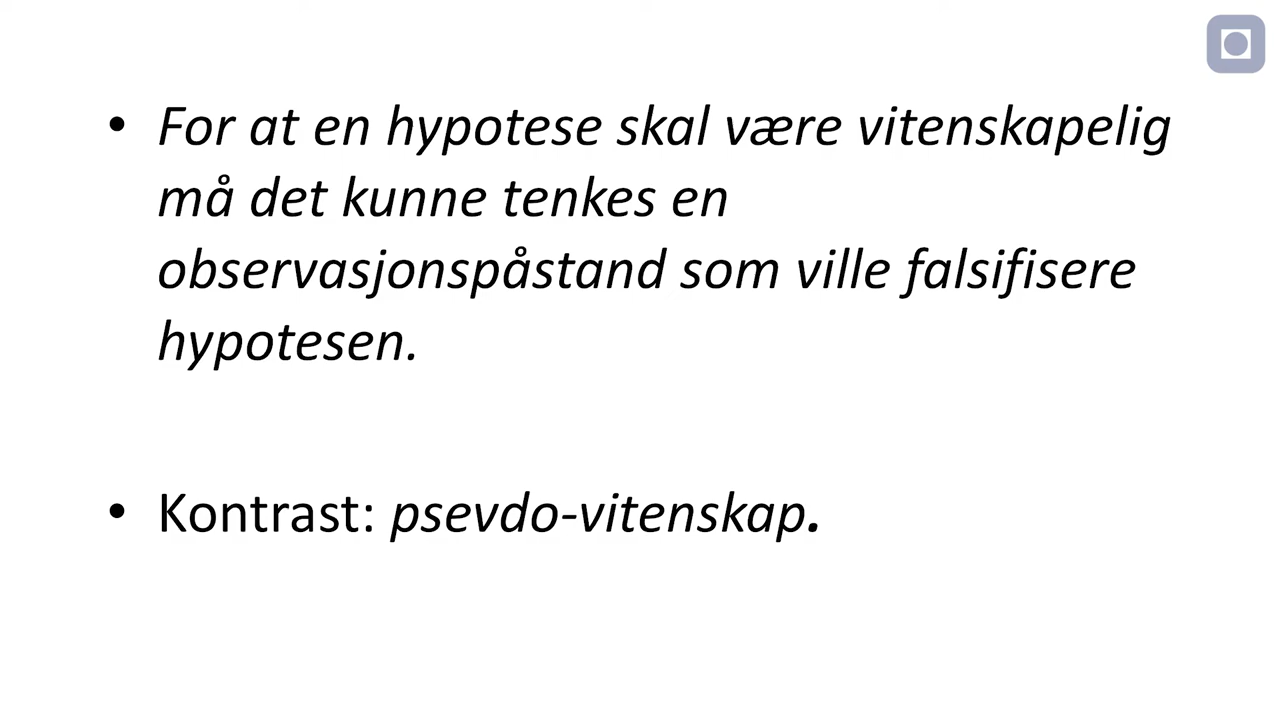 • For at en hypotese skal være vitenskapelig
må det kunne tenkes en
observasjonspåstand som ville falsifisere
hypotesen.
• Kontrast: psevdo-vitenskap.